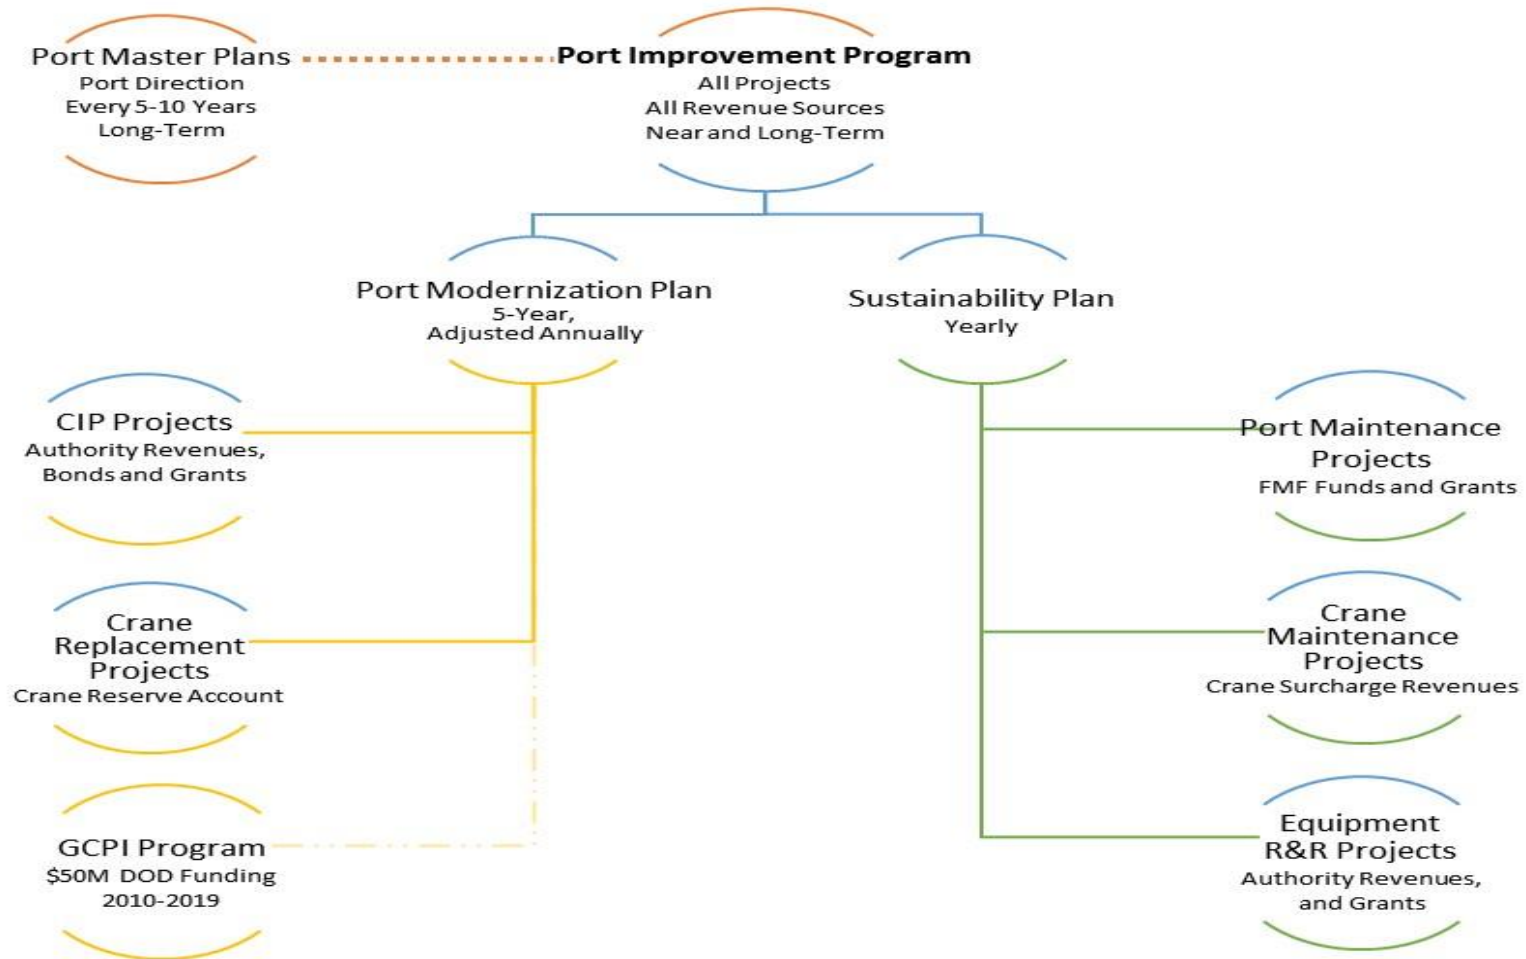 Port Master Plans
Port Direction
Every 5-10 Years
Long-Term
Port Improvement Program
All Projects
All Revenue Sources
Near and Long-Term
Port Modernization Plan
5-Year,
Adjusted Annually
Sustainability Plan
Yearly
CIP Projects
Authority Revenues,
Bonds and Grants
Crane
Replacement
Projects
Crane Reserve Account
GCPI Program
$50M DOD Funding
2010-2019
Port Maintenance
Projects
FMF Funds and Grants
Crane
Maintenance
Projects
Crane Surcharge Revenues
Equipment
R&R Projects
Authority Revenues,
and Grants